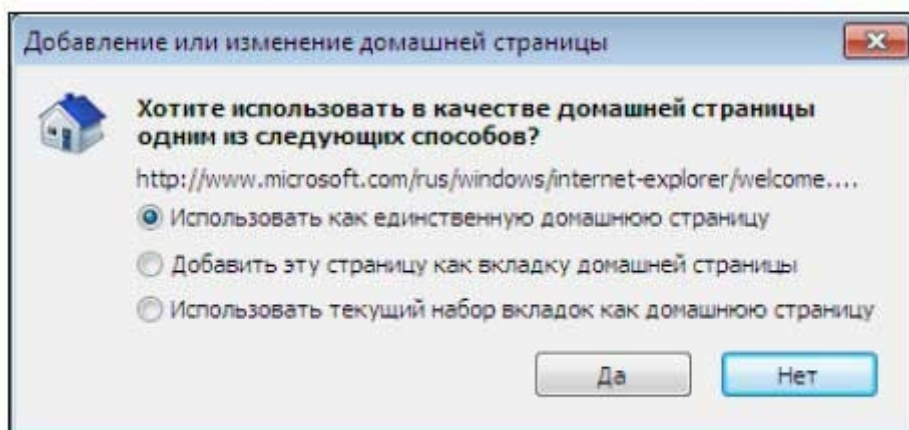 Добавление или изменение домашней страницы
Хотите использовать в качестве домашней страницы
одним из следующих способов?
http://www.microsoft.com/rus/windows/internet-explorer/welcome....
Использовать как единственную домашнюю страницу
Добавить эту страницу как вкладку домашней страницы
Использовать текущий набор вкладок как домашнюю страницу
Да
Нет